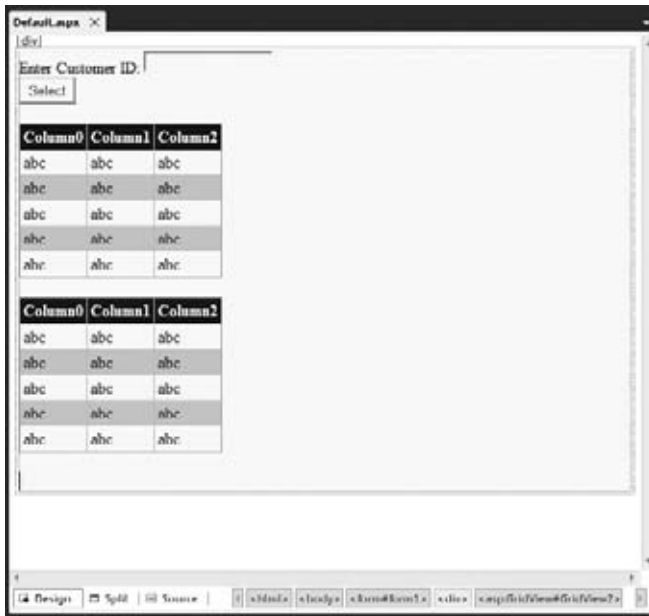 Default.aspx ×
div
Enter Customer ID:
Select
Column0 Column1 Column2
abc abc abc
abc abc abc
abc abc abc
abc abc abc
abc abc abc
Column0 Column1 Column2
abc abc abc
abc abc abc
abc abc abc
abc abc abc
abc abc abc
Design Split Source <html> <body> <form#form1> <div> <asp:GridView#GridView2>